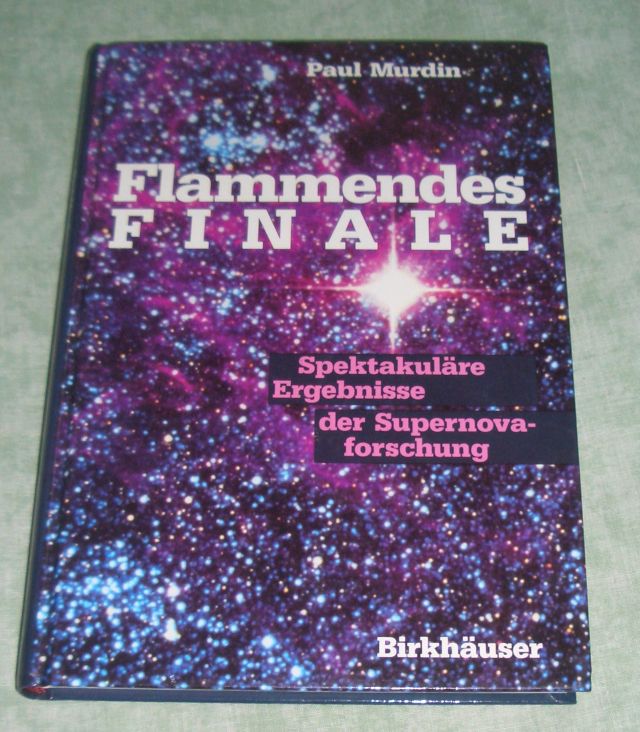 Paul Murdin
Flammendes
FINALE
Spektakuläre
Ergebnisse
der Supernova-
forschung
Birkhäuser